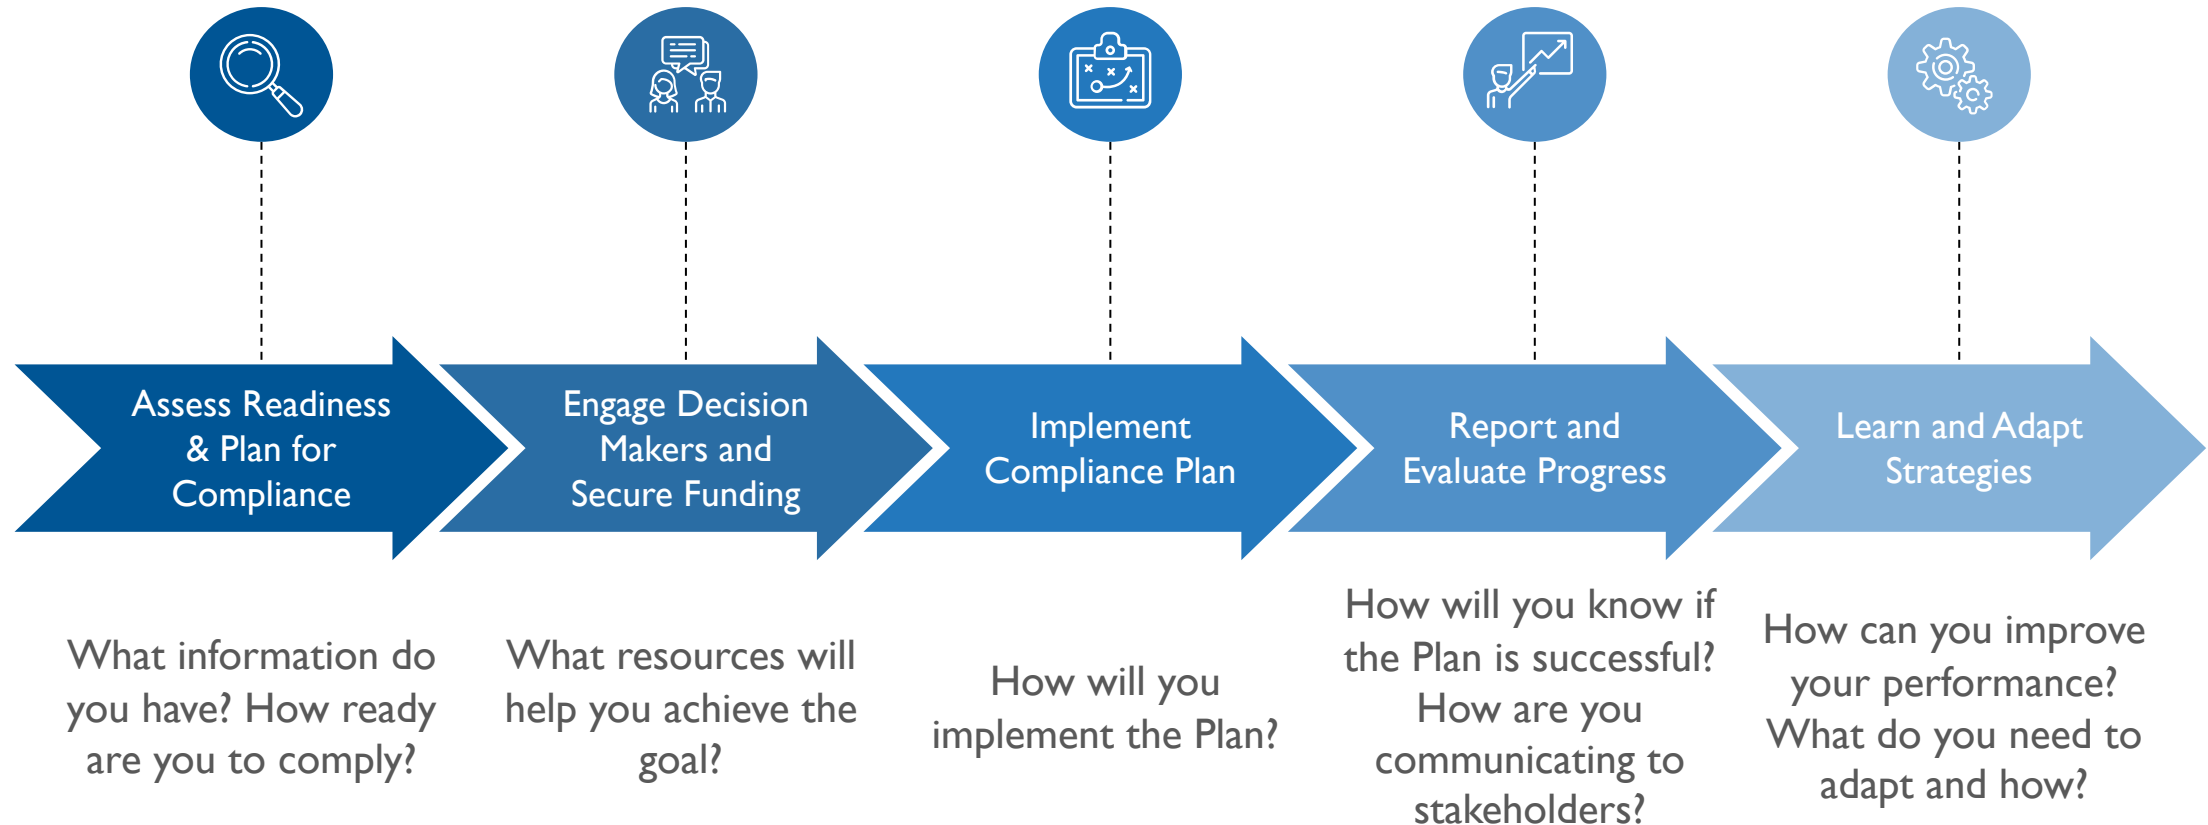 Assess Readiness
& Plan for
Compliance
Engage Decision
Makers and
Secure Funding
Implement
Compliance Plan
Report and
Evaluate Progress
Learn and Adapt
Strategies
What information do
you have? How ready
are you to comply?
What resources will
help you achieve the
goal?
How will you
implement the Plan?
How will you know if
the Plan is successful?
How are you
communicating to
stakeholders?
How can you improve
your performance?
What do you need to
adapt and how?